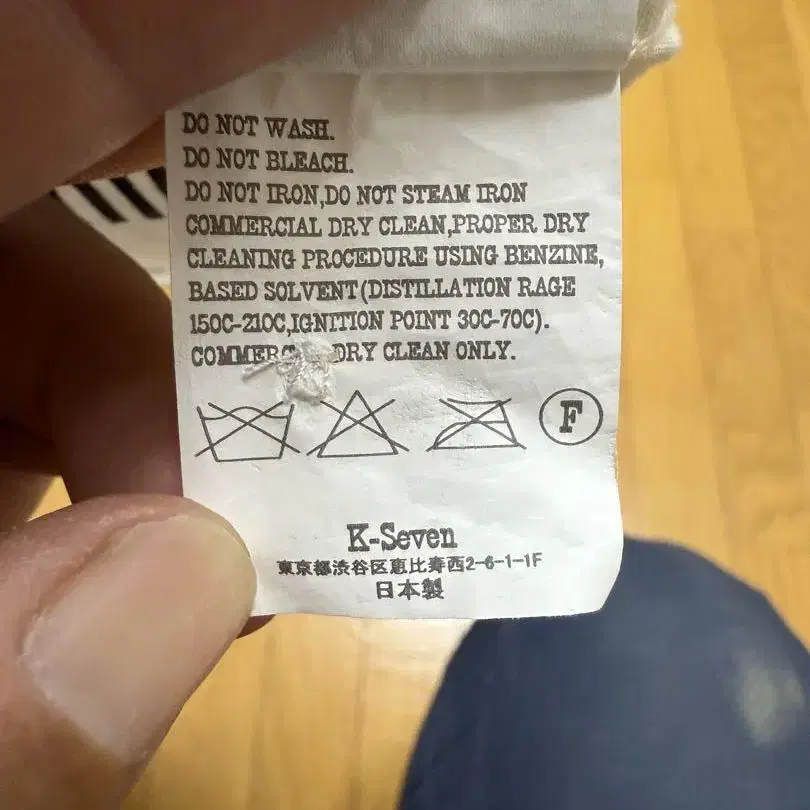 DO NOT WASH.
DO NOT BLEACH.
DO NOT IRON,DO NOT STEAM IRON
COMMERCIAL DRY CLEAN,PROPER DRY
CLEANING PROCEDURE USING BENZINE,
BASED SOLVENT(DISTILLATION RAGE
150C-210C,IGNITION POINT 30C-70C).
DRY CLEAN ONLY.
F
K-Seven
東京都渋谷区恵比寿西2-6-1-1F
日本製